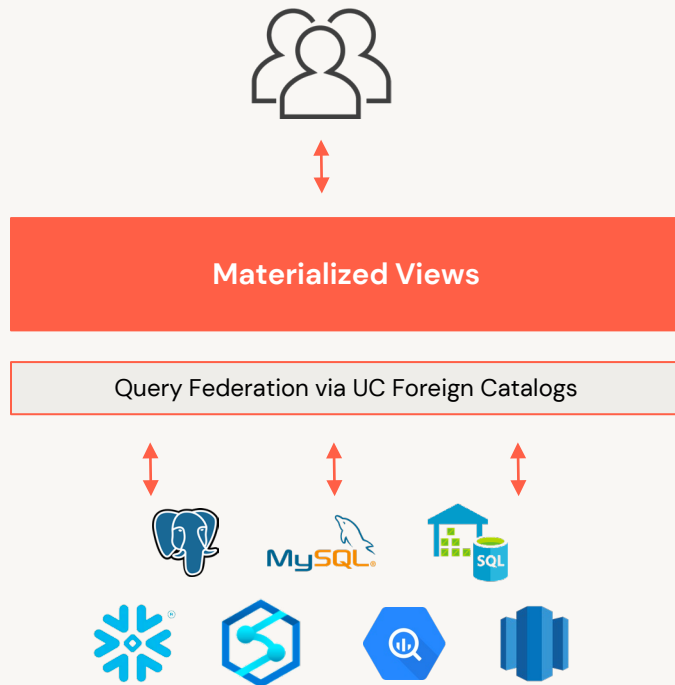 Materialized Views
Query Federation via UC Foreign Catalogs
MySQL®
SQL
®